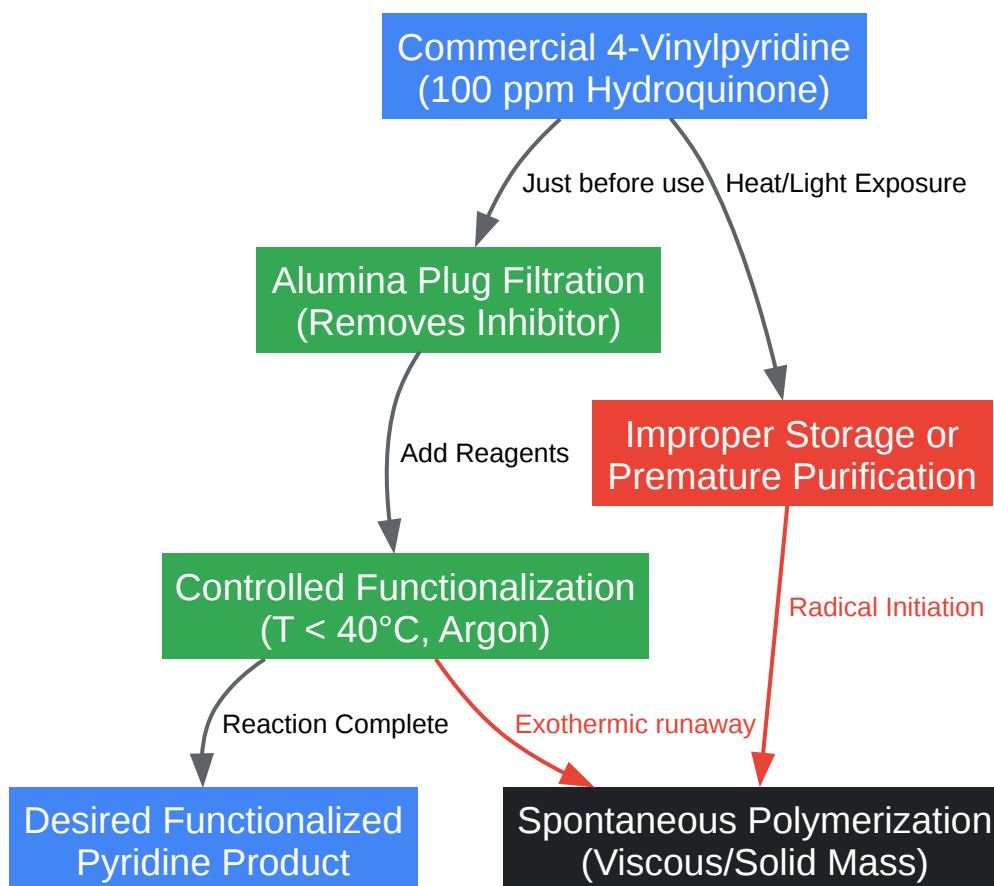 Commercial 4-Vinylpyridine
(100 ppm Hydroquinone)
Just before use
Heat/Light Exposure
Alumina Plug Filtration
(Removes Inhibitor)
Improper Storage or
Premature Purification
Add Reagents
Controlled Functionalization
(T < 40°C, Argon)
Radical Initiation
Reaction Complete
Exothermic runaway
Desired Functionalized
Pyridine Product
Spontaneous Polymerization
(Viscous/Solid Mass)